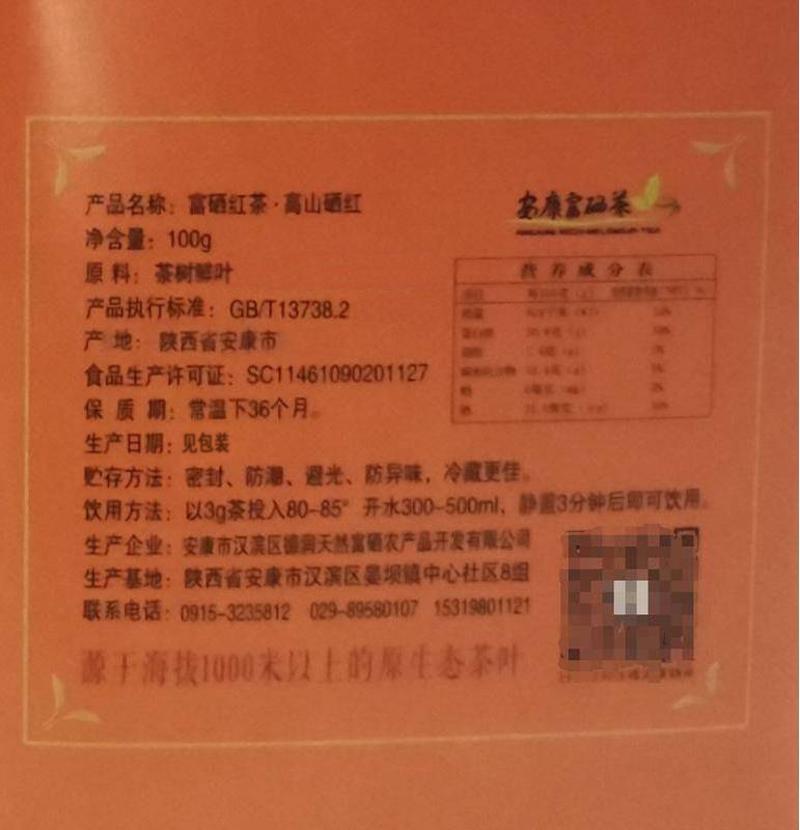 产品名称：富硒红茶·高山硒红
安康富硒茶
净含量：100g
原 料：茶树鲜叶
营养成分表
产品执行标准：GB/T13738.2
产 地：陕西省安康市
食品生产许可证：SC11461090201127
保 质 期：常温下36个月。
生产日期：见包装
贮存方法：密封、防潮、避光、防异味，冷藏更佳。
饮用方法：以3g茶投入80-85°开水300-500ml，静置3分钟后即可饮用。
生产企业：安康市汉滨区德润天然富硒农产品开发有限公司
生产基地：陕西省安康市汉滨区晏坝镇中心社区8组
联系电话：0915-3235812 029-89580107 15319801121
源于海拔1000米以上的原生态茶叶